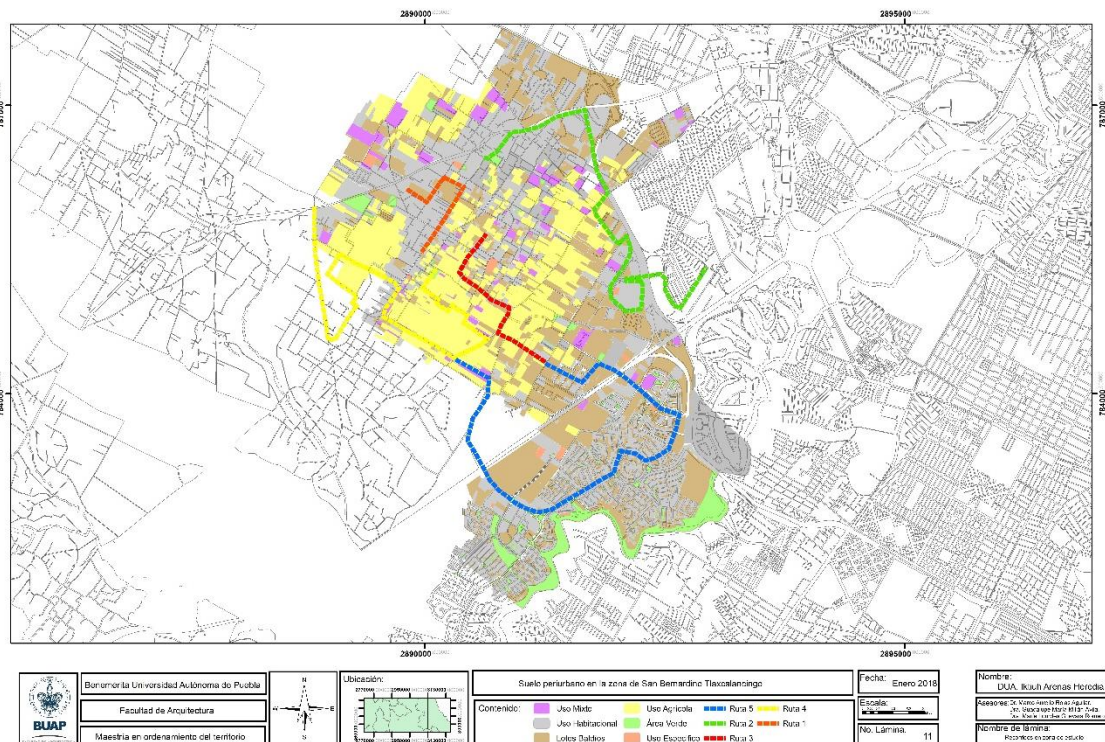 2890000
2895000
787000
787000
784000
784000
2890000
2895000
BUAP
Benemérita Universidad Autónoma de Puebla
Facultad de Arquitectura
Maestría en ordenamiento del territorio
N
S
Ubicación:
Suelo periurbano en la zona de San Bernardino Tlaxcalancingo
Contenido:
Uso Mixto
Uso Agrícola
Ruta 5
Ruta 4
Uso Habitacional
Área Verde
Ruta 2
Ruta 1
Lotes Baldíos
Uso Específico
Ruta 3
Fecha:
Enero 2018
Escala:
No. Lámina:
11
Nombre:
DUA. Arenas Heredia
Asesores:
Nombre de lámina: